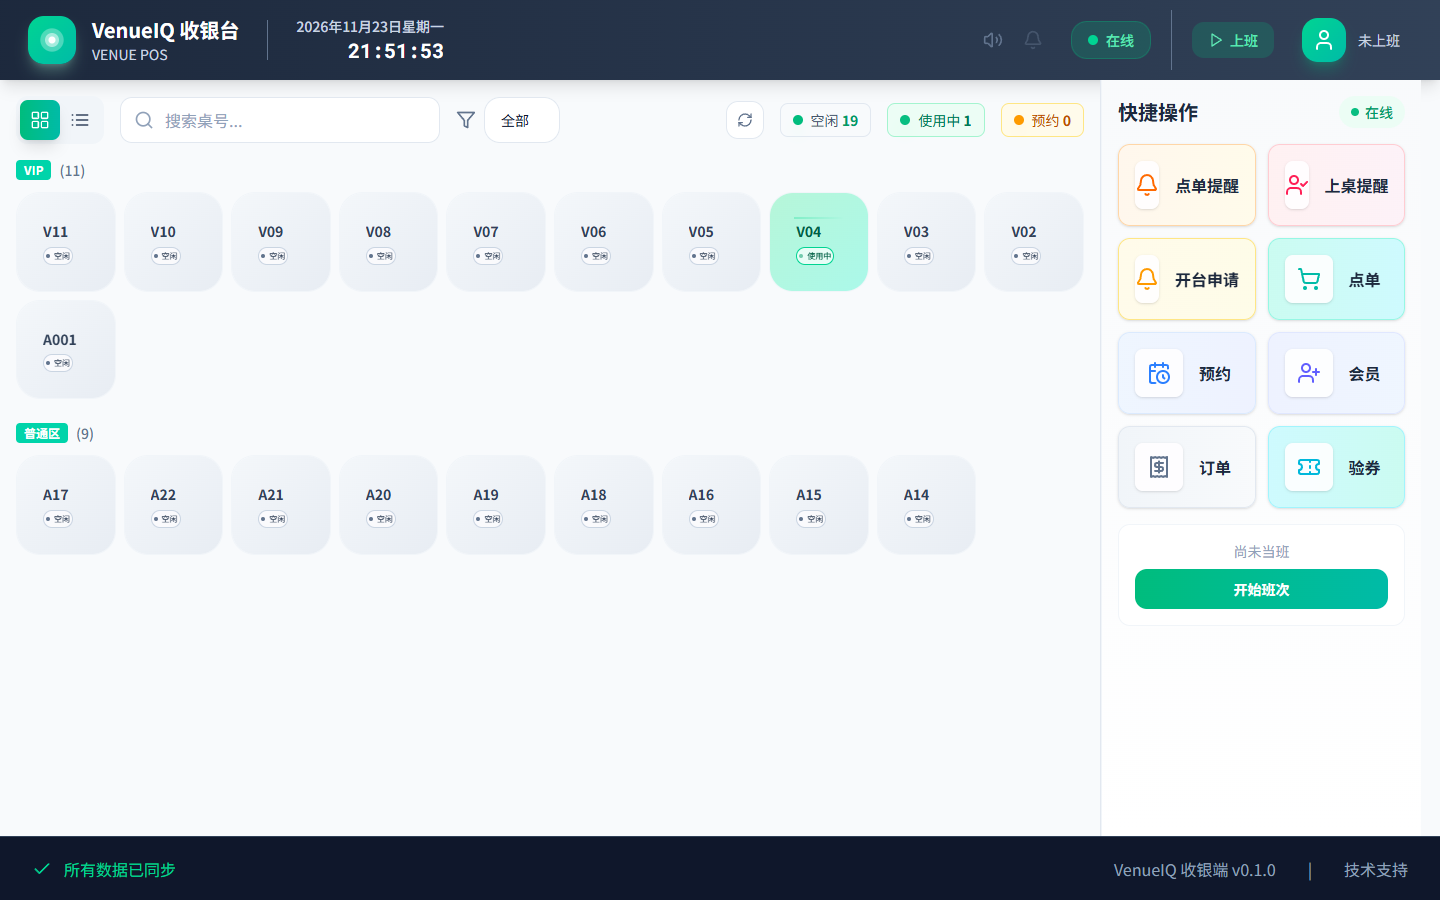 VenueIQ 收银台
VENUE POS
2026年11月23日星期一
21:51:53
在线
上班
未上班
搜索桌号...
全部
空闲 19
使用中 1
预约 0
VIP (11)
V11 V10 V09 V08 V07 V06 V05 V04 V03 V02
空闲 空闲 空闲 空闲 空闲 空闲 空闲 使用中 空闲 空闲
A001
空闲
普通区 (9)
A17 A22 A21 A20 A19 A18 A16 A15 A14
空闲 空闲 空闲 空闲 空闲 空闲 空闲 空闲 空闲
快捷操作
在线
点单提醒
上桌提醒
开台申请
点单
预约
会员
订单
验券
尚未当班
开始班次
所有数据已同步
VenueIQ 收银端 v0.1.0 | 技术支持